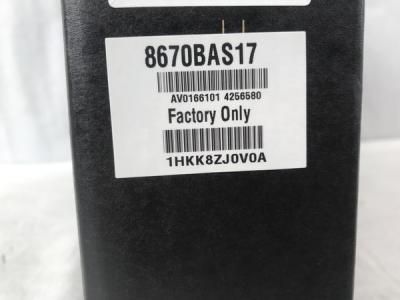 8670BAS17
AV0166101 4256580
Factory Only
1HKK8ZJ0V0A